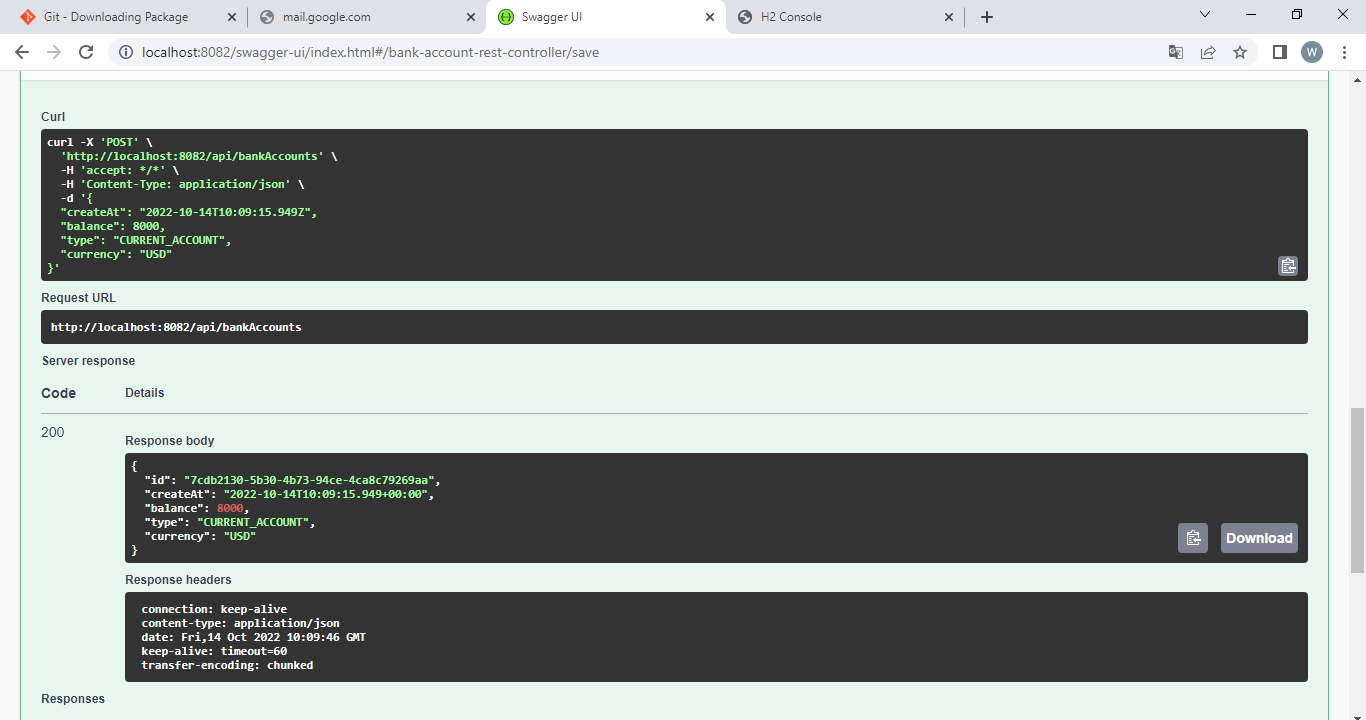 Git - Downloading Package
mail.google.com
Swagger UI
H2 Console
localhost:8082/swagger-ui/index.html#/bank-account-rest-controller/save
W
Curl
curl -X 'POST' \
  'http://localhost:8082/api/bankAccounts' \
  -H 'accept: */*' \
  -H 'Content-Type: application/json' \
  -d '{
  "createAt": "2022-10-14T10:09:15.949Z",
  "balance": 8000,
  "type": "CURRENT_ACCOUNT",
  "currency": "USD"
}'
Request URL
http://localhost:8082/api/bankAccounts
Server response
Code Details
200
Response body
{
  "id": "7cdb2130-5b30-4b73-94ce-4ca8c79269aa",
  "createAt": "2022-10-14T10:09:15.949+00:00",
  "balance": 8000,
  "type": "CURRENT_ACCOUNT",
  "currency": "USD"
}
Download
Response headers
connection: keep-alive
content-type: application/json
date: Fri,14 Oct 2022 10:09:46 GMT
keep-alive: timeout=60
transfer-encoding: chunked
Responses